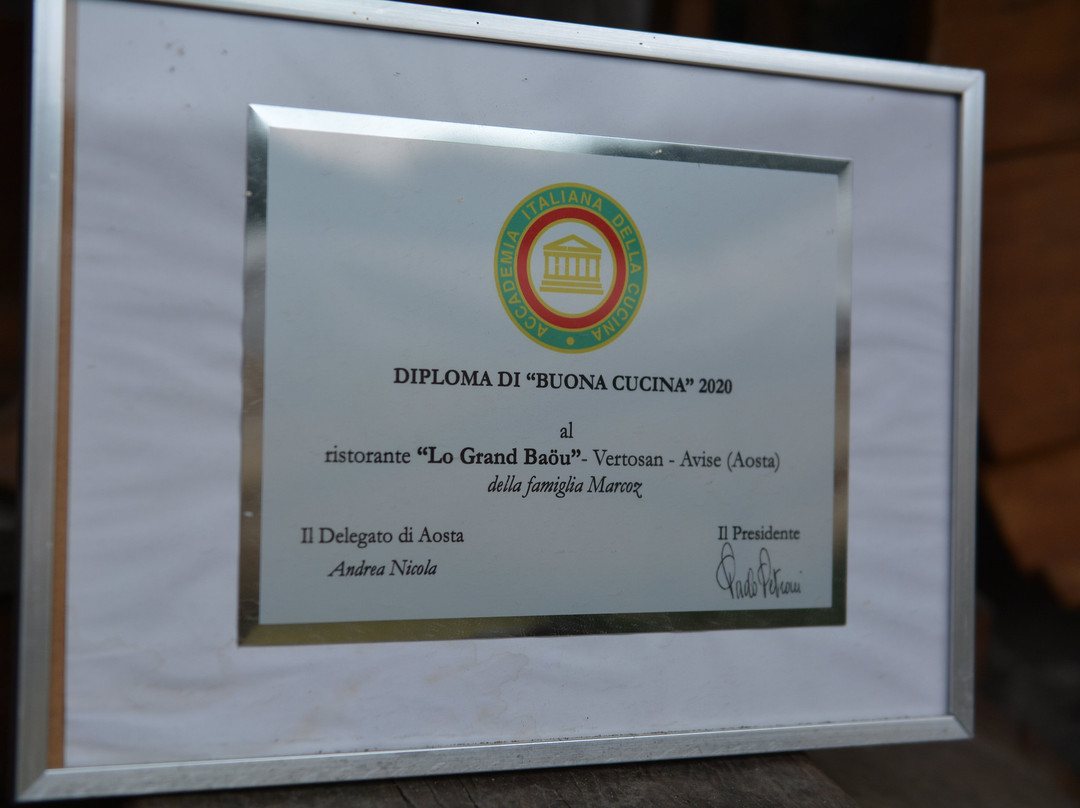 ACCADEMIA ITALIANA DELLA CUCINA
DIPLOMA DI “BUONA CUCINA” 2020
al
ristorante “Lo Grand Baöu”- Vertosan - Avise (Aosta)
della famiglia Marcoz
Il Delegato di Aosta
Andrea Nicola
Il Presidente
Paolo Petroni